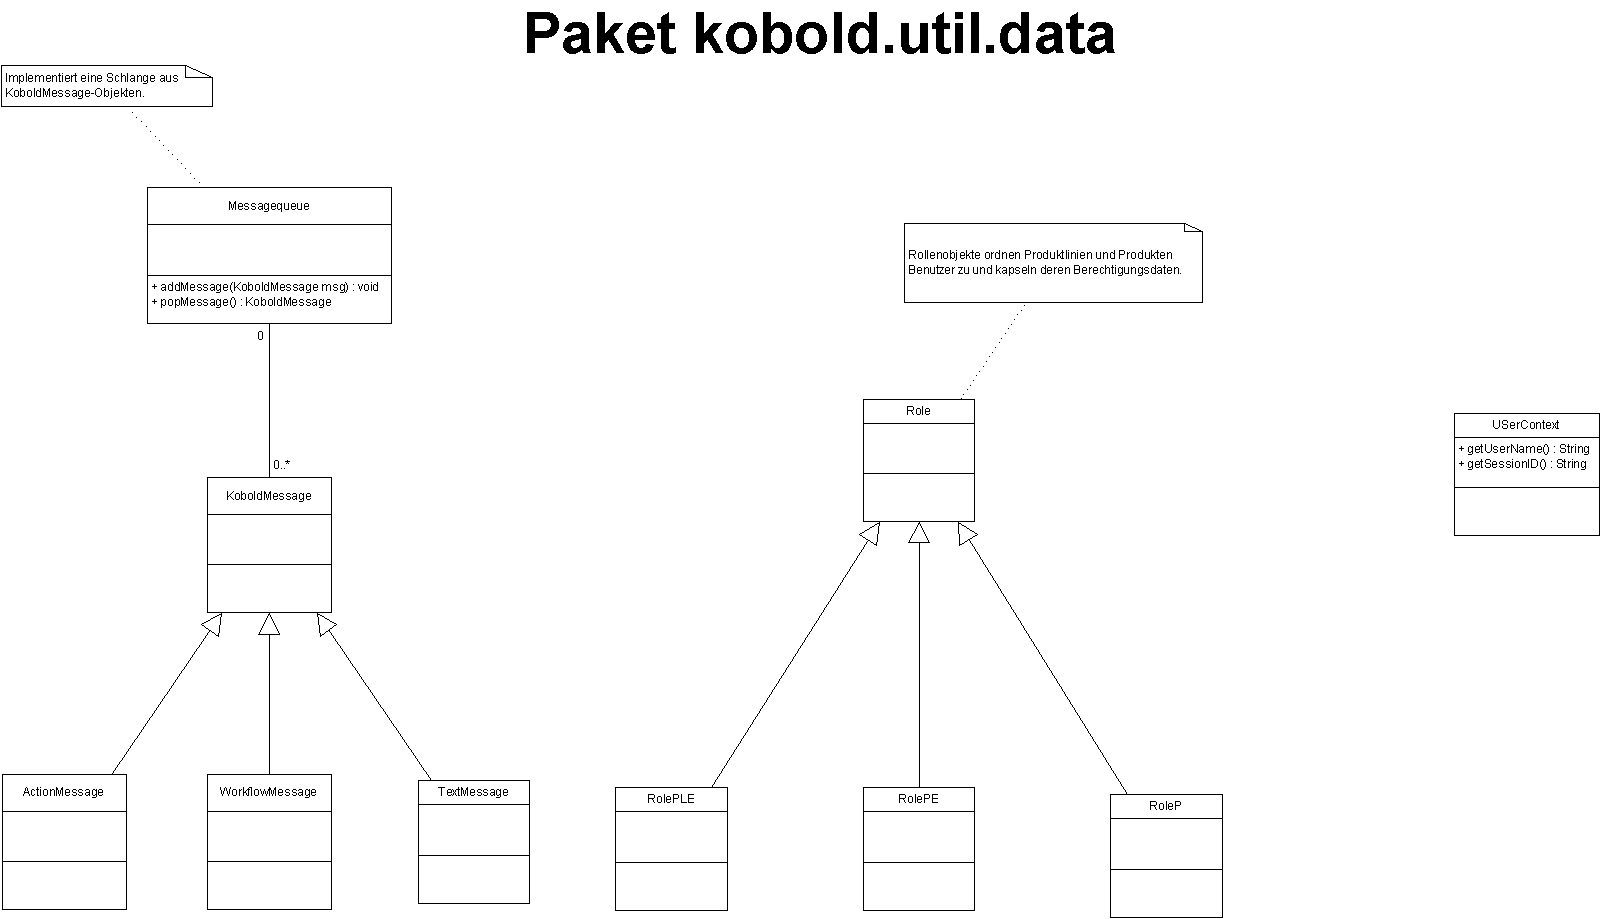 Paket kobold.util.data
Implementiert eine Schlange aus
KoboldMessage-Objekten.
Messagequeue
+ addMessage(KoboldMessage msg) : void
+ popMessage() : KoboldMessage
0
0..*
KoboldMessage
ActionMessage
WorkflowMessage
TextMessage
Rollenobjekte ordnen Produktlinien und Produkten
Benutzer zu und kapseln deren Berechtigungsdaten.
Role
RolePLE
RolePE
RoleP
USerContext
+ getUserName() : String
+ getSessionID() : String